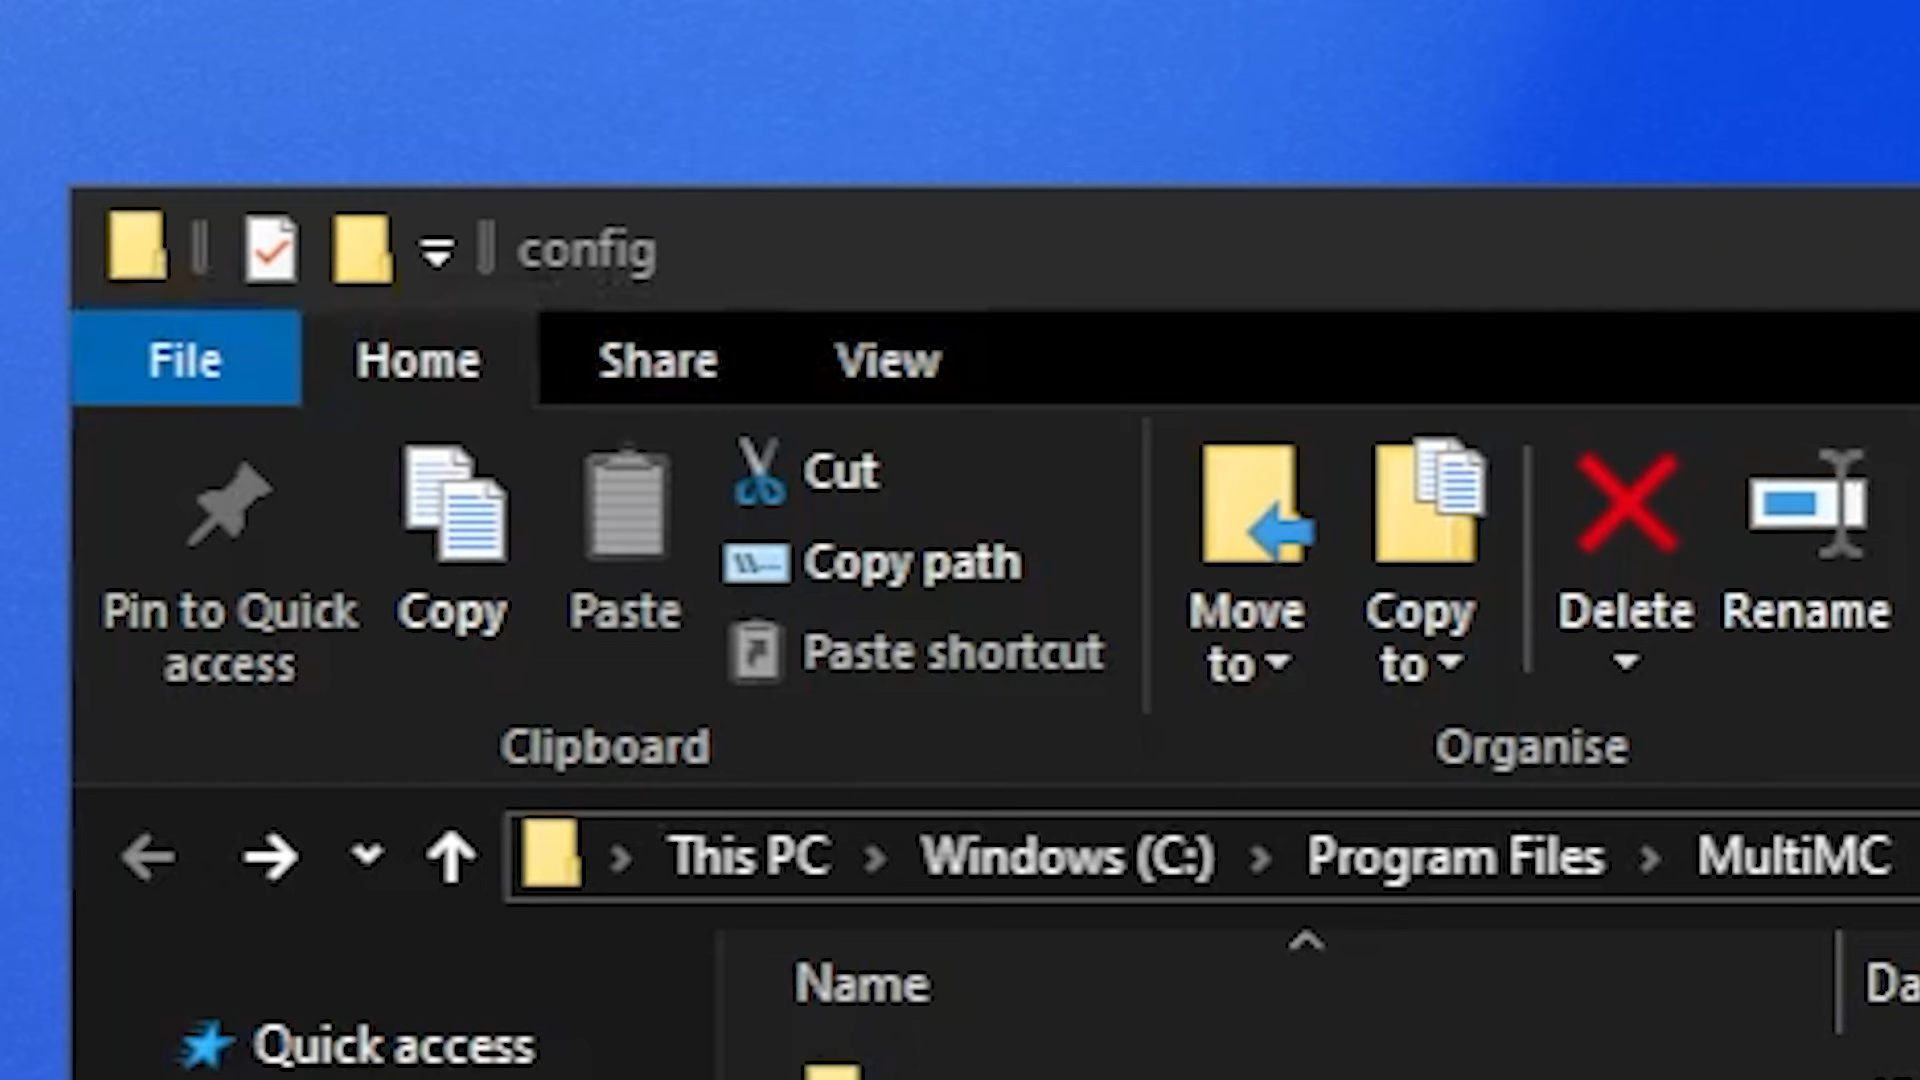 config
File Home Share View
Cut
Copy path
Paste shortcut
Pin to Quick access
Copy
Paste
Move to
Copy to
Delete
Rename
Clipboard
Organise
This PC > Windows (C:) > Program Files > MultiMC
Name
Da
Quick access